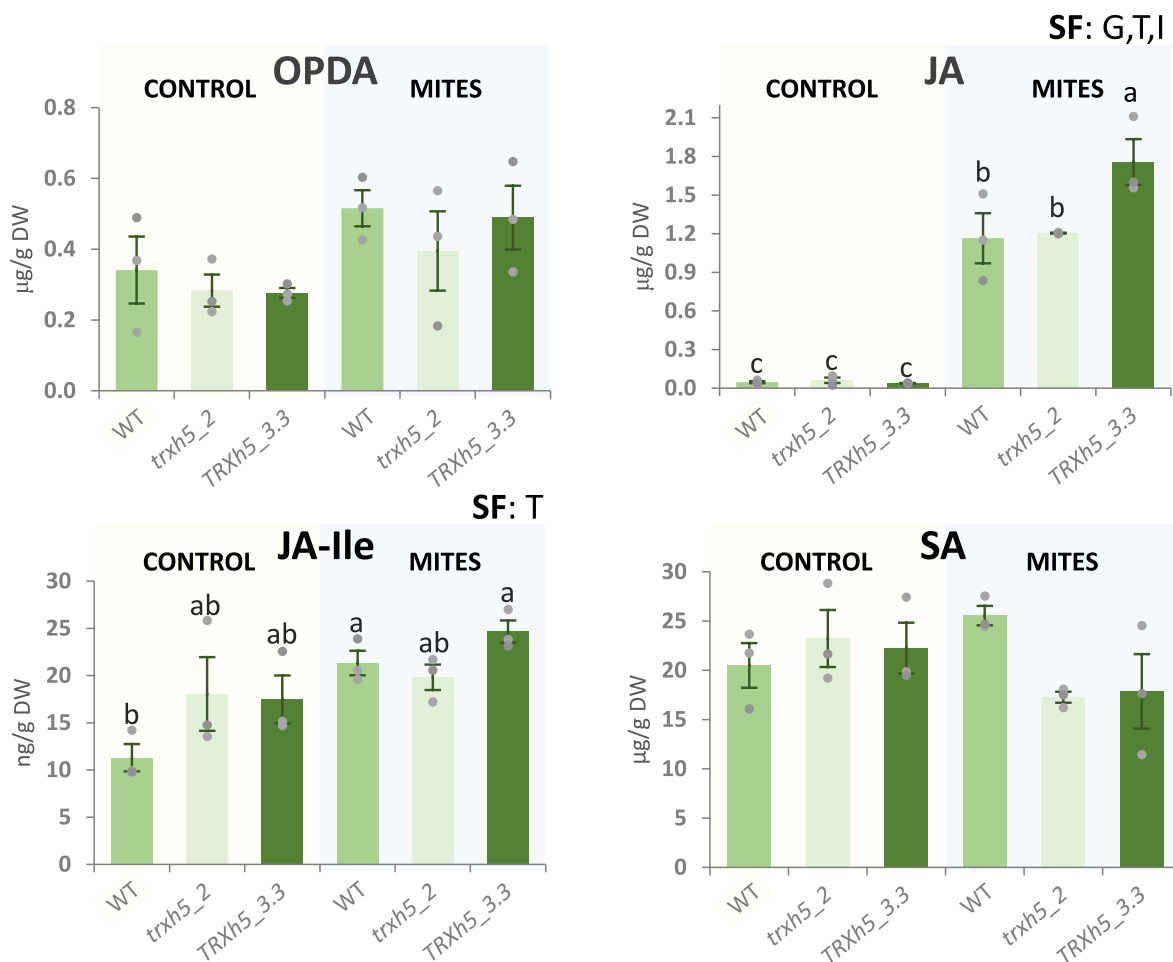 OPDA
CONTROL MITES
µg/g DW
0.8
0.6
0.4
0.2
0.0
WT trxh5_2 TRXh5_3.3 WT trxh5_2 TRXh5_3.3
SF: G,T,I
JA
CONTROL MITES
µg/g DW
2.1
1.8
1.5
1.2
0.9
0.6
0.3
0.0
c c c b b a
WT trxh5_2 TRXh5_3.3 WT trxh5_2 TRXh5_3.3
SF: T
JA-Ile
CONTROL MITES
ng/g DW
30
25
20
15
10
5
0
b ab ab a ab a
WT trxh5_2 TRXh5_3.3 WT trxh5_2 TRXh5_3.3
SA
CONTROL MITES
µg/g DW
30
25
20
15
10
5
0
WT trxh5_2 TRXh5_3.3 WT trxh5_2 TRXh5_3.3